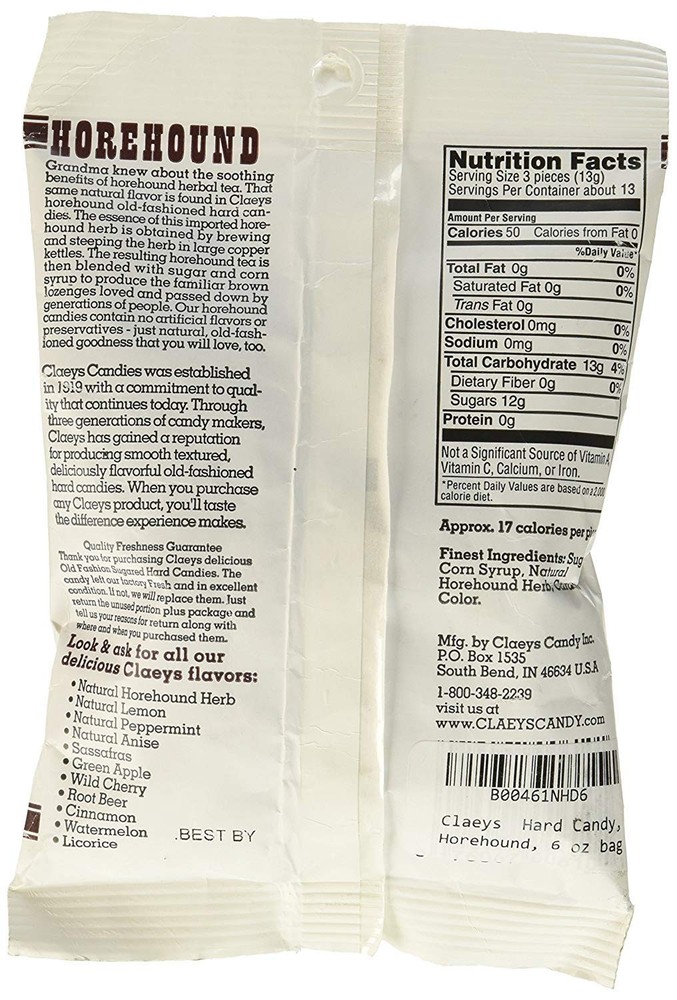 HOREHOUND
Grandma knew about the soothing
benefits of horehound herbal tea. That
same natural flavor is found in Claeys
horehound old-fashioned hard can-
dies. The essence of this imported hore-
hound herb is obtained by brewing
and steeping the herb in large copper
kettles. The resulting horehound tea is
then blended with sugar and corn
syrup to produce the familiar brown
lozenges loved and passed down by
generations of people. Our horehound
candies contain no artificial flavors or
preservatives - just natural, old-fash-
ioned goodness that you will love, too.
Claeys Candies was established
in 1919 with a commitment to qual-
ity that continues today. Through
three generations of candy makers,
Claeys has gained a reputation
for producing smooth textured,
deliciously flavorful old-fashioned
hard candies. When you purchase
any Claeys product, you'll taste
the difference experience makes.
Quality Freshness Guarantee
Thank you for purchasing Claeys delicious
Old Fashion Sugared Hard Candies. The
candy left our factory Fresh and in excellent
condition. If not, we will replace them. Just
return the unused portion plus package and
tell us your reasons for return along with
where and when you purchased them.
Look & ask for all our
delicious Claeys flavors:
• Natural Horehound Herb
• Natural Lemon
• Natural Peppermint
• Natural Anise
• Sassafras
• Green Apple
• Wild Cherry
• Root Beer
• Cinnamon
• Watermelon
• Licorice
.BEST BY
Nutrition Facts
Serving Size 3 pieces (13g)
Servings Per Container about 13
Amount Per Serving
Calories 50 Calories from Fat 0
%Daily Value*
Total Fat 0g 0%
Saturated Fat 0g 0%
Trans Fat 0g
Cholesterol 0mg 0%
Sodium 0mg 0%
Total Carbohydrate 13g 4%
Dietary Fiber 0g 0%
Sugars 12g
Protein 0g
Not a Significant Source of Vitamin A,
Vitamin C, Calcium, or Iron.
*Percent Daily Values are based on a 2,000
calorie diet.
Approx. 17 calories per
Finest Ingredients:
Corn Syrup, Natural
Horehound Herb,
Color.
Mfg. by Claeys Candy Inc.
P.O. Box 1535
South Bend, IN 46634 U.S.A
1-800-348-2239
visit us at
www.CLAEYSCANDY.com
B00461NHD6
Claeys Hard Candy,
Horehound, 6 oz bag